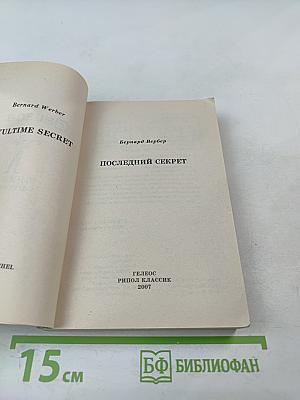 Bernard Werber
'ULTIME SECRET
HEL
Бернард Вербер
ПОСЛЕДНИЙ СЕКРЕТ
ГЕЛЕОС
РИПОЛ КЛАССИК
2007
15 см
БФ БИБЛИОФАН